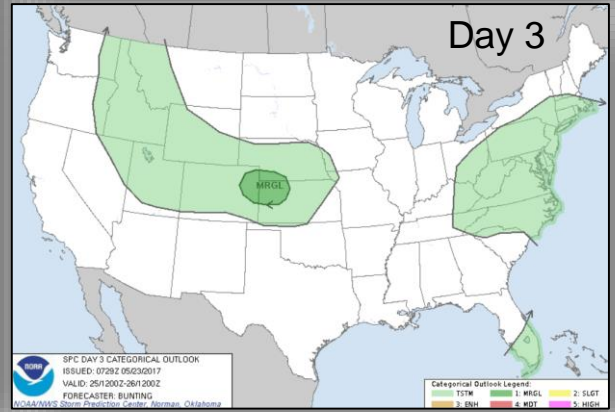 Day 3
MRGL
NOAA
SPC DAY 3 CATEGORICAL OUTLOOK
ISSUED: 0729Z 05/23/2017
VALID: 25/1200Z-26/1200Z
FORECASTER: BUNTING
NOAA/NWS Storm Prediction Center, Norman, Oklahoma
Categorical Outlook Legend:
TSTM 1: MRGL 2: SLGT
3: ENH 4: MDT 5: HIGH